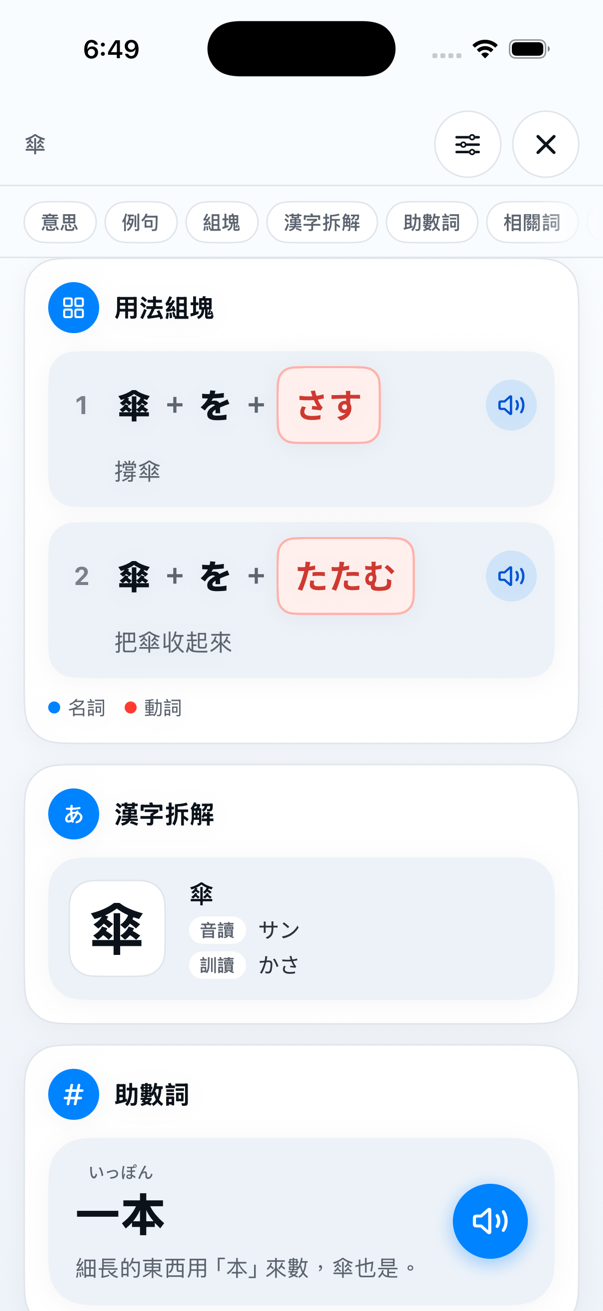 6:49
傘
意思 例句 組塊 漢字拆解 助數詞 相關詞
用法組塊
1 傘 + を + さす
撐傘
2 傘 + を + たたむ
把傘收起來
名詞 動詞
あ 漢字拆解
傘 傘
音讀 サン
訓讀 かさ
# 助數詞
いっぽん
一本
細長的東西用「本」來數，傘也是。